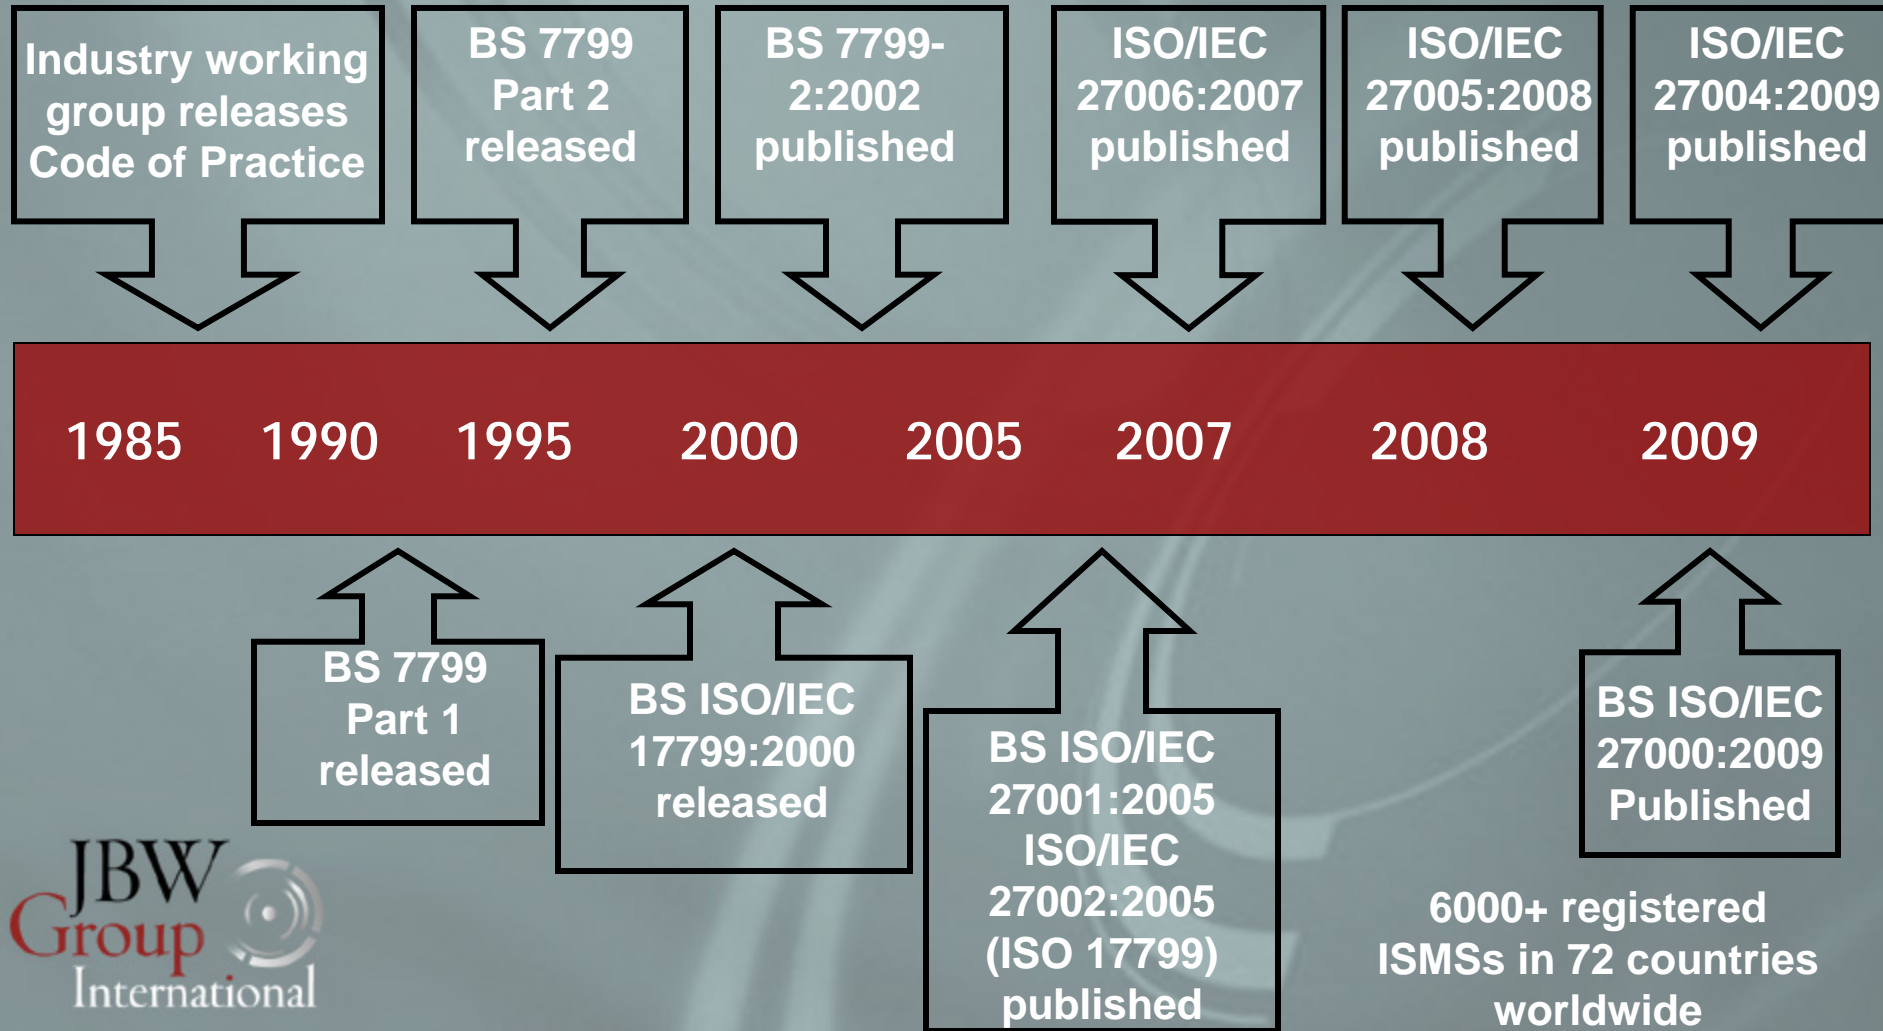 Industry working
group releases
Code of Practice
BS 7799
Part 2
released
BS 7799-
2:2002
published
ISO/IEC
27006:2007
published
ISO/IEC
27005:2008
published
ISO/IEC
27004:2009
published
1985 1990 1995 2000 2005 2007 2008 2009
BS 7799
Part 1
released
BS ISO/IEC
17799:2000
released
BS ISO/IEC
27001:2005
ISO/IEC
27002:2005
(ISO 17799)
published
BS ISO/IEC
27000:2009
Published
6000+ registered
ISMSs in 72 countries
worldwide
JBW
Group
International